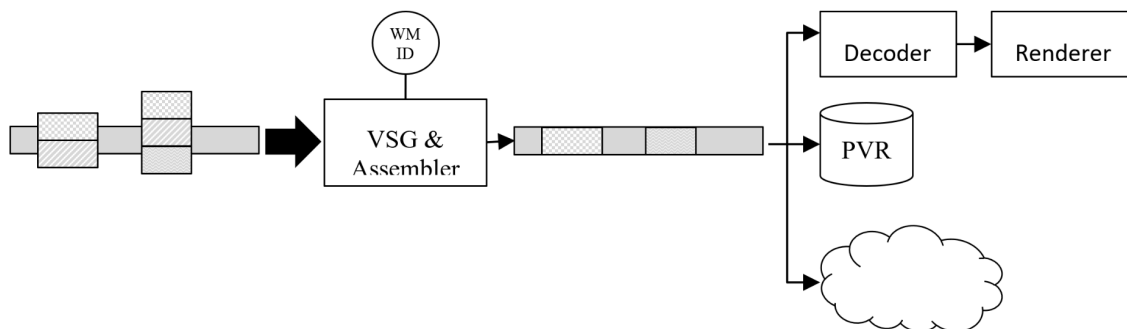 WM
ID
VSG &
Assembler
Decoder
Renderer
PVR